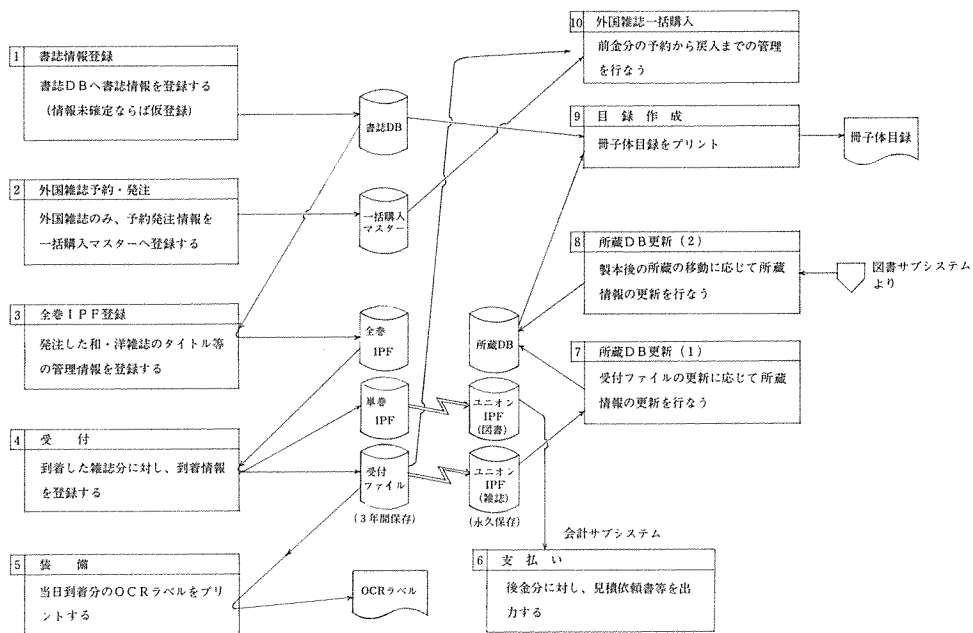 1 書誌情報登録
書誌DBへ書誌情報を登録する
(情報未確定ならば仮登録)
2 外国雑誌予約・発注
外国雑誌のみ、予約発注情報を
一括購入マスターへ登録する
3 全巻IPF登録
発注した和・洋雑誌のタイトル等
の管理情報を登録する
4 受 付
到着した雑誌分に対し、到着情報
を登録する
5 装 備
当日到着分のOCRラベルをプリ
ントする
書誌DB
一括購入
マスター
全巻
IPF
単巻
IPF
受付
ファイル
(3年間保存)
OCRラベル
所蔵DB
ユニオン
IPF
(図書)
ユニオン
IPF
(雑誌)
(永久保存)
会計サブシステム
6 支 払 い
後金分に対し、見積依頼書等を出
力する
10 外国雑誌一括購入
前金分の予約から戻入までの管理
を行なう
9 目 録 作 成
冊子体目録をプリント
冊子体目録
8 所蔵DB更新(2)
製本後の所蔵の移動に応じて所蔵
情報の更新を行なう
図書サブシステム
より
7 所蔵DB更新(1)
受付ファイルの更新に応じて所蔵
情報の更新を行なう